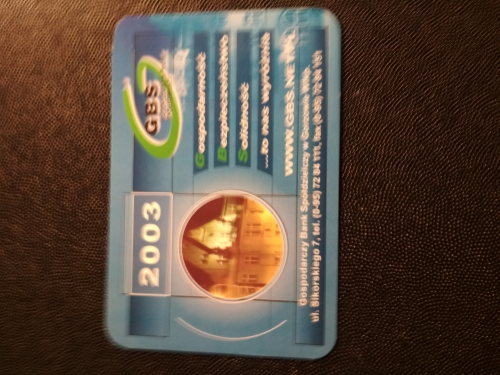 GBS
2003
Gospodarność
Bezpieczeństwo
Solidność
...to nas wyróżnia
WWW.GBS.NET.PL
Gospodarczy Bank Spółdzielczy w Gorzowie Wlkp.
ul. Sikorskiego 7, tel. (0-95) 72 84 111, fax (0-95) 72 84 151